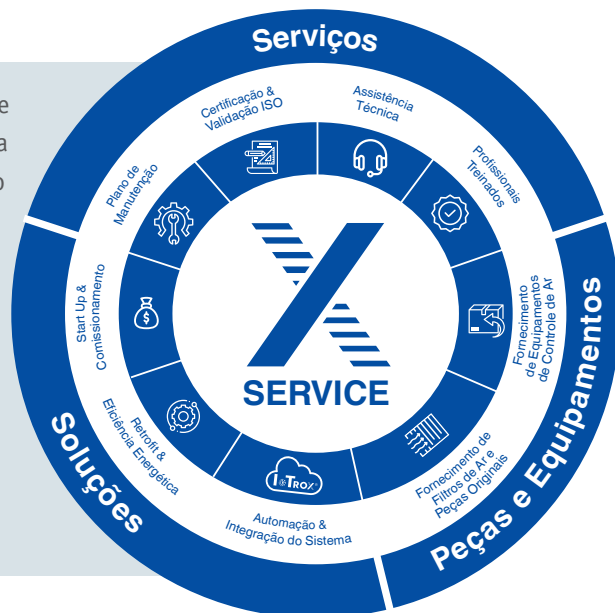 e
a
o
Serviços
Certificação &
Validação ISO
Assistência
Técnica
Profissionais
Treinados
Plano de
Manutenção
Start Up &
Comissionamento
Fornecimento
de Equipamentos
de Controle de Ar
X
SERVICE
Retrofit &
Eficiência Energética
IoTROX
Automação &
Integração do Sistema
Fornecimento de
Filtros de Ar e
Peças Originais
Soluções
Peças e Equipamentos